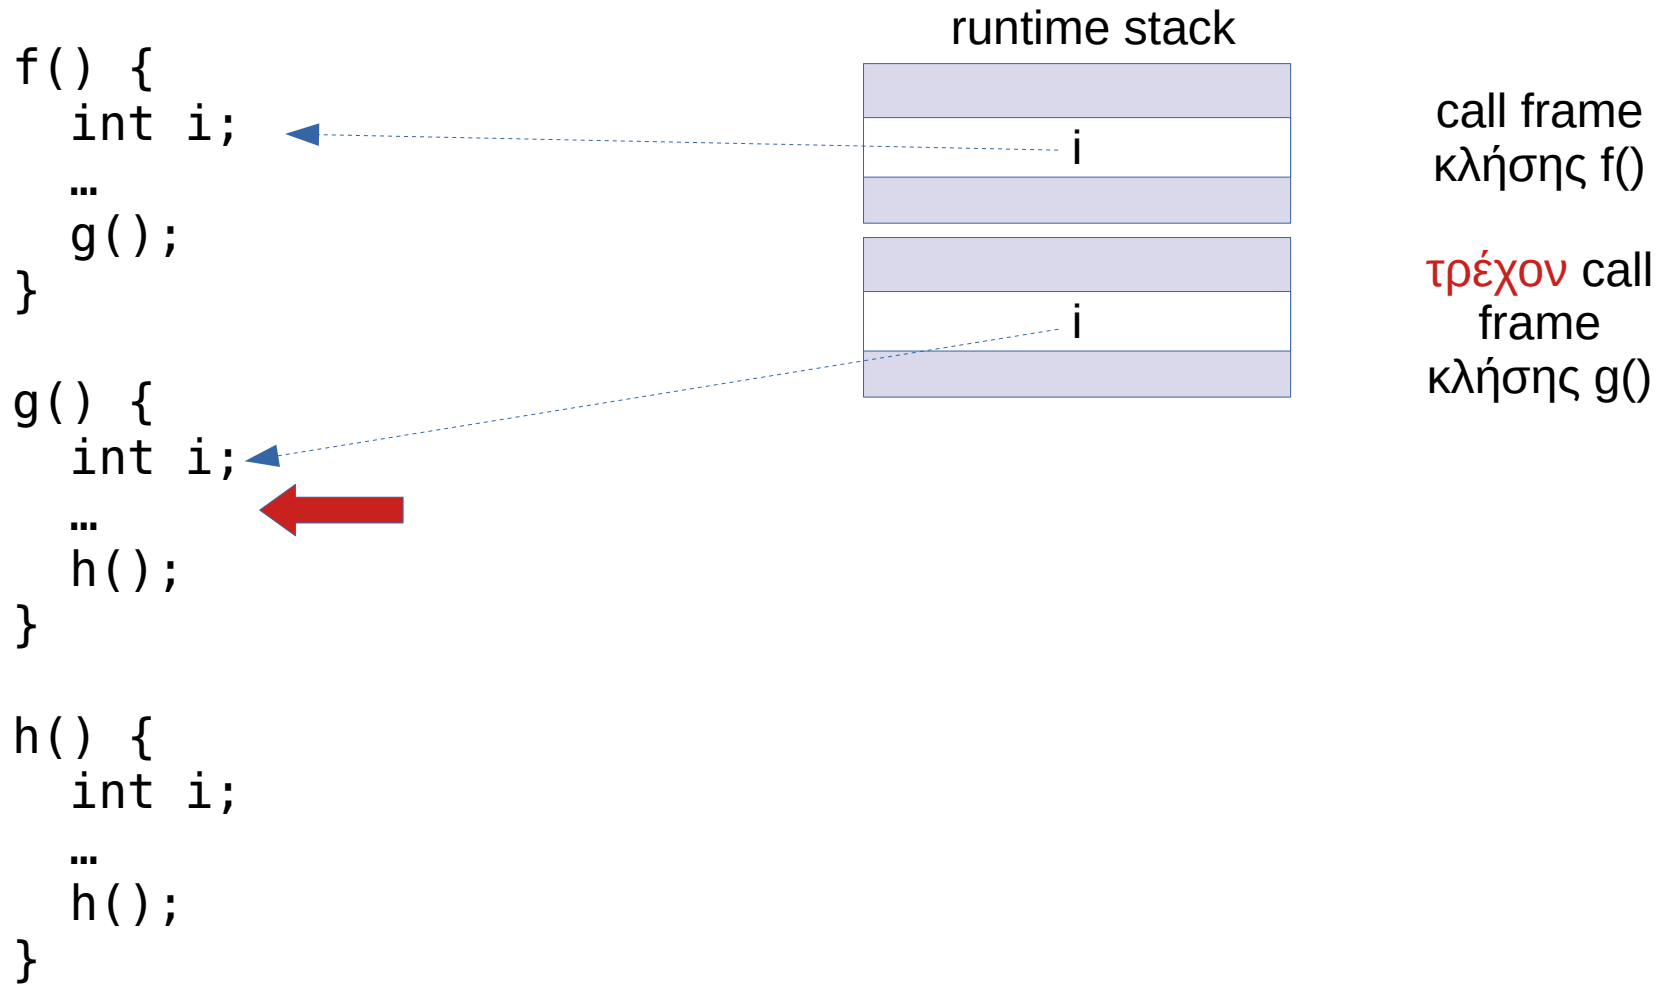 f() {
int i;
…
g();
}
g() {
int i;
…
h();
}
h() {
int i;
…
h();
}
runtime stack
i
i
call frame
κλήσης f()
τρέχον call
frame
κλήσης g()